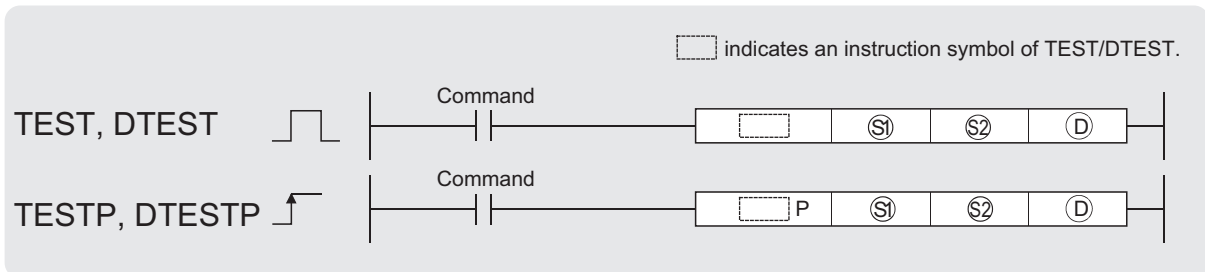 indicates an instruction symbol of TEST/DTEST.
Command
TEST, DTEST
S1 S2 D
Command
TESTP, DTESTP
P S1 S2 D